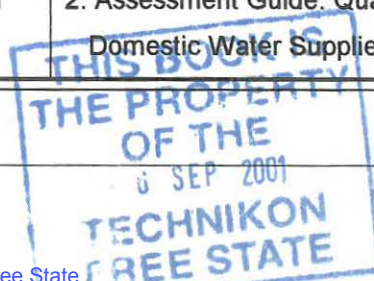 2. Assessment Guide: Qua
Domestic Water Supplie
THIS BOOK IS
THE PROPERTY
OF THE
SEP 2001
TECHNIKON
FREE STATE
ee State